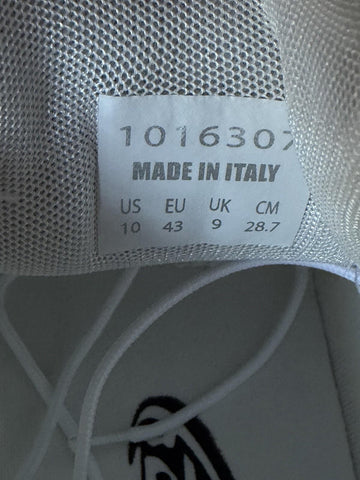 1016307
MADE IN ITALY
US EU UK CM
10 43 9 28.7